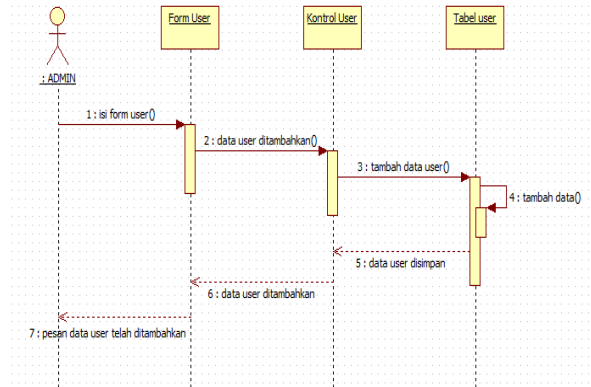 Form User
Kontrol User
Tabel user
: ADMIN
1 : isi form user()
2 : data user ditambahkan()
3 : tambah data user()
4 : tambah data()
5 : data user disimpan
6 : data user ditambahkan
7 : pesan data user telah ditambahkan